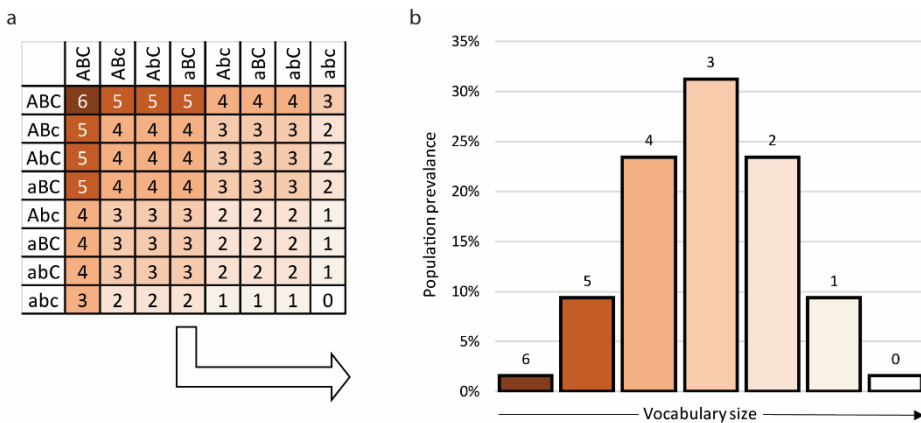 a
ABC ABc AbC aBC Abc aBC abC abc
ABC 6 5 5 5 4 4 4 3
ABc 5 4 4 4 3 3 3 2
AbC 5 4 4 4 3 3 3 2
aBC 5 4 4 4 3 3 3 2
Abc 4 3 3 3 2 2 2 1
aBC 4 3 3 3 2 2 2 1
abC 4 3 3 3 2 2 2 1
abc 3 2 2 2 1 1 1 0
b
Population prevalance
35%
30%
25%
20%
15%
10%
5%
0%
6
5
4
3
2
1
0
Vocabulary size